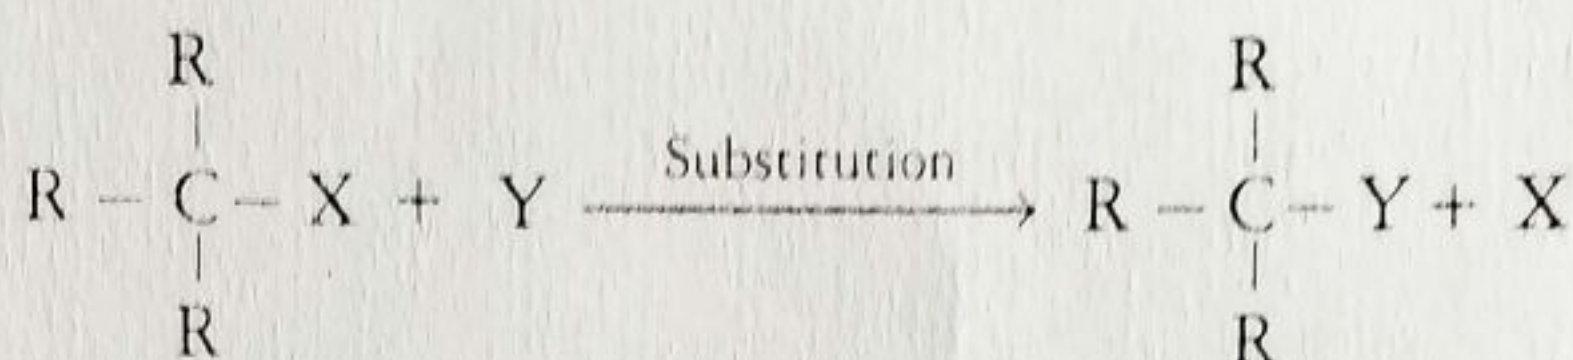 R R
Substitution
R – C – X + Y → R – C – Y + X
R R